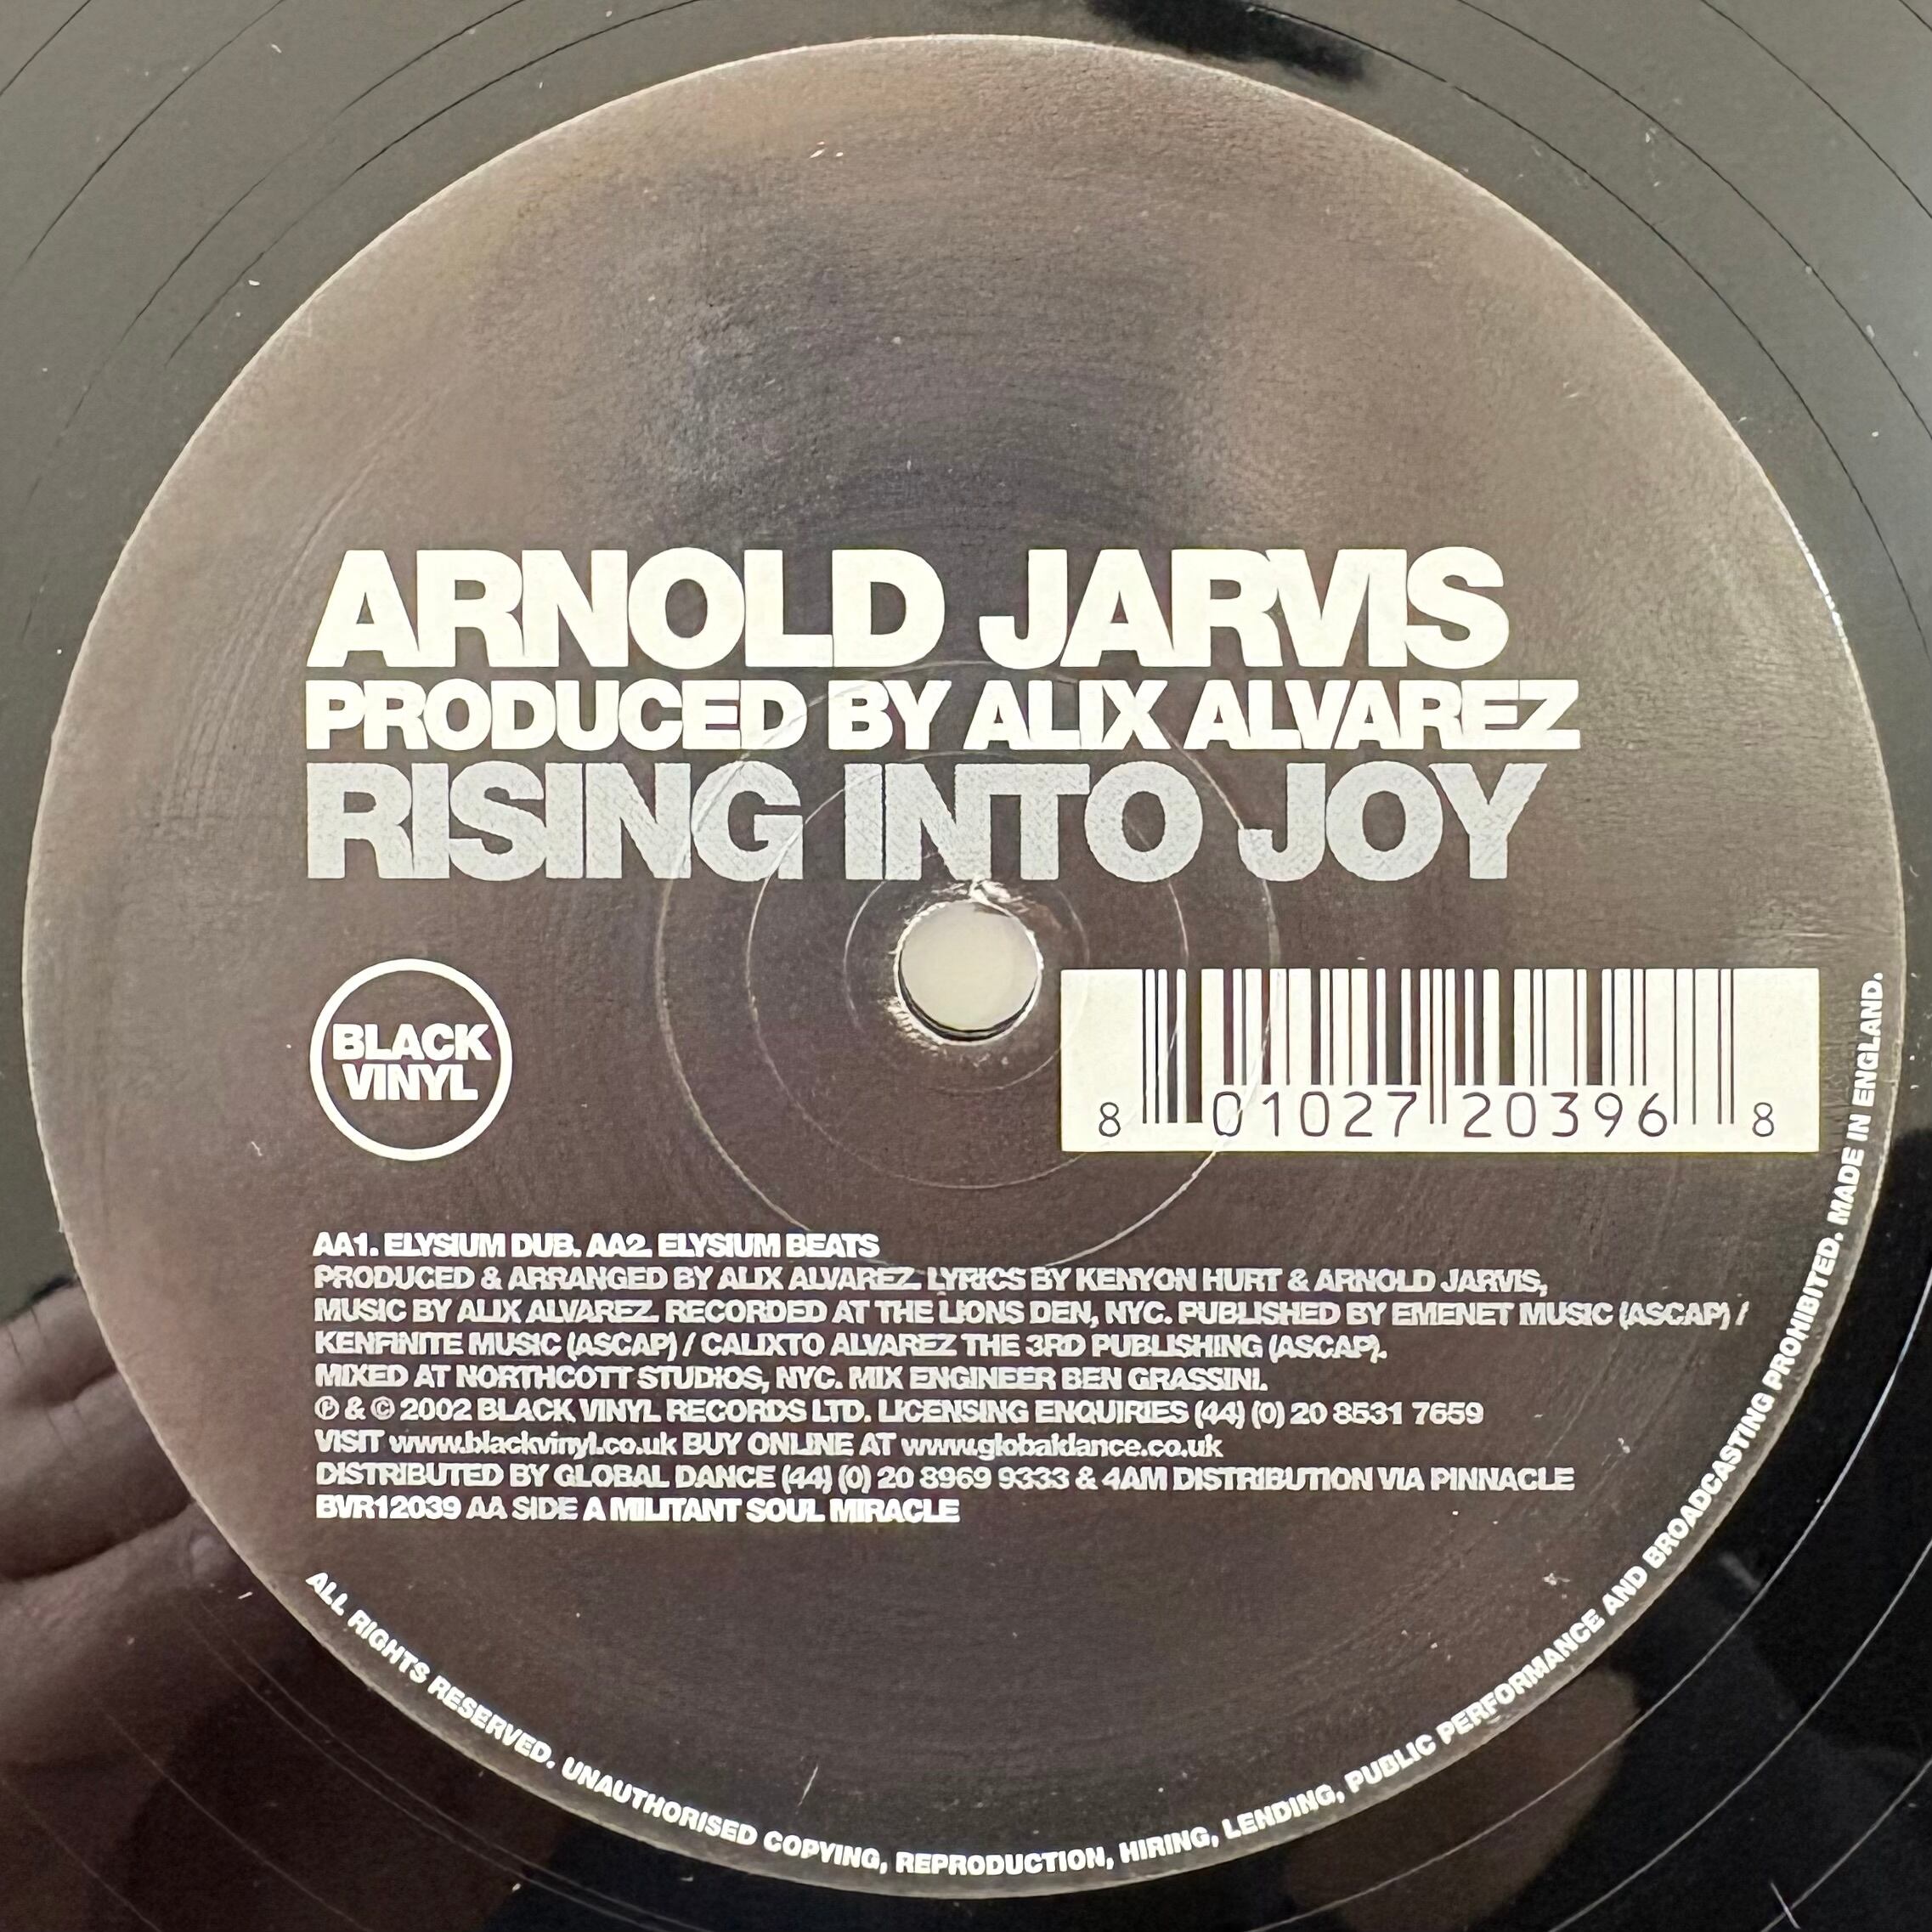 ARNOLD JARVIS
PRODUCED BY ALIX ALVAREZ
RISING INTO JOY
BLACK
VINYL
8 01027 20396 8
AA1. ELYSIUM DUB. AA2. ELYSIUM BEATS
PRODUCED & ARRANGED BY ALIX ALVAREZ. LYRICS BY KENYON HURT & ARNOLD JARVIS,
MUSIC BY ALIX ALVAREZ. RECORDED AT THE LIONS DEN, NYC. PUBLISHED BY EMENET MUSIC (ASCAP) /
KENFINITE MUSIC (ASCAP) / CALIXTO ALVAREZ THE 3RD PUBLISHING (ASCAP).
MIXED AT NORTHCOTT STUDIOS, NYC. MIX ENGINEER BEN GRASSINI.
℗ & © 2002 BLACK VINYL RECORDS LTD. LICENSING ENQUIRIES (44) (0) 20 8531 7659
VISIT www.blackvinyl.co.uk BUY ONLINE AT www.globaldance.co.uk
DISTRIBUTED BY GLOBAL DANCE (44) (0) 20 8969 9333 & 4AM DISTRIBUTION VIA PINNACLE
BVR12039 AA SIDE A MILITANT SOUL MIRACLE
ALL RIGHTS RESERVED. UNAUTHORISED COPYING, REPRODUCTION, HIRING, LENDING, PUBLIC PERFORMANCE AND BROADCASTING PROHIBITED. MADE IN ENGLAND.